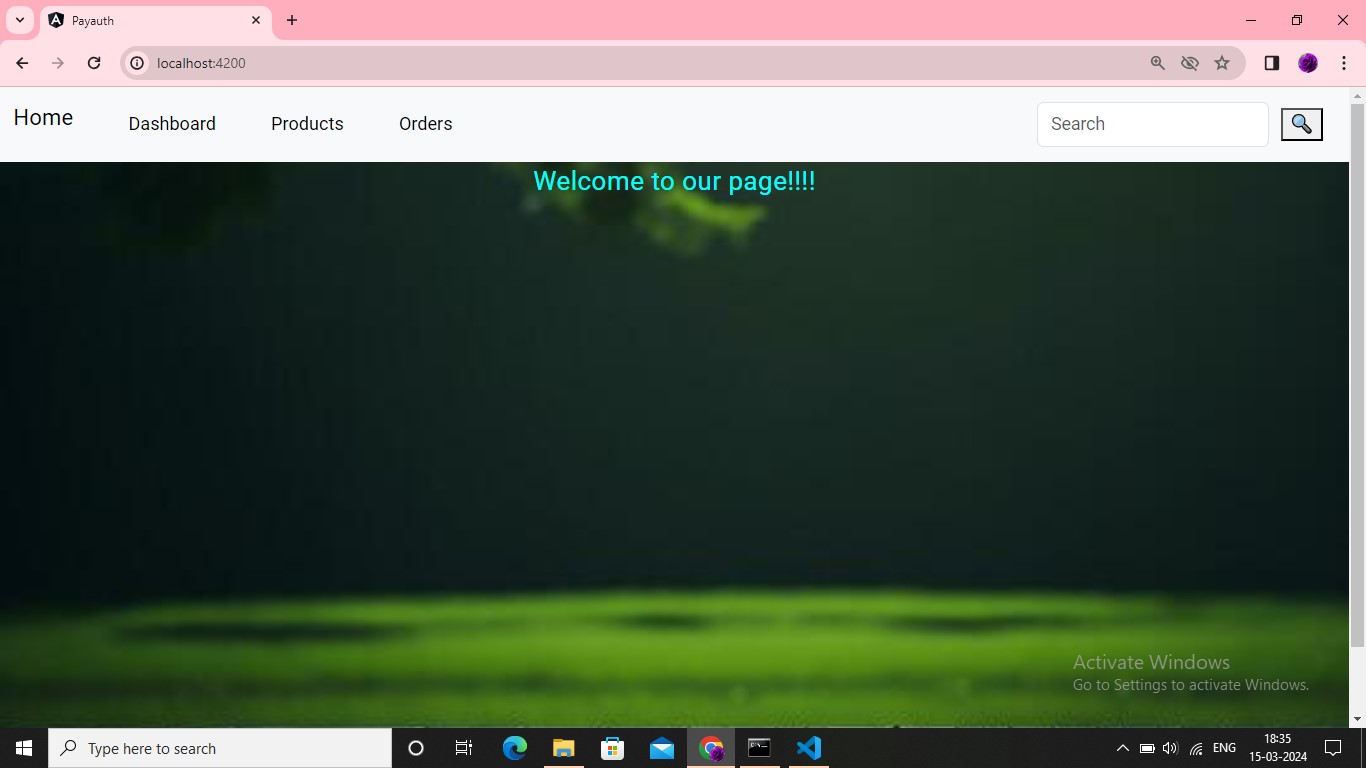 Payauth
localhost:4200
Home
Dashboard
Products
Orders
Search
Welcome to our page!!!!
Activate Windows
Go to Settings to activate Windows.
Type here to search
ENG
18:35
15-03-2024